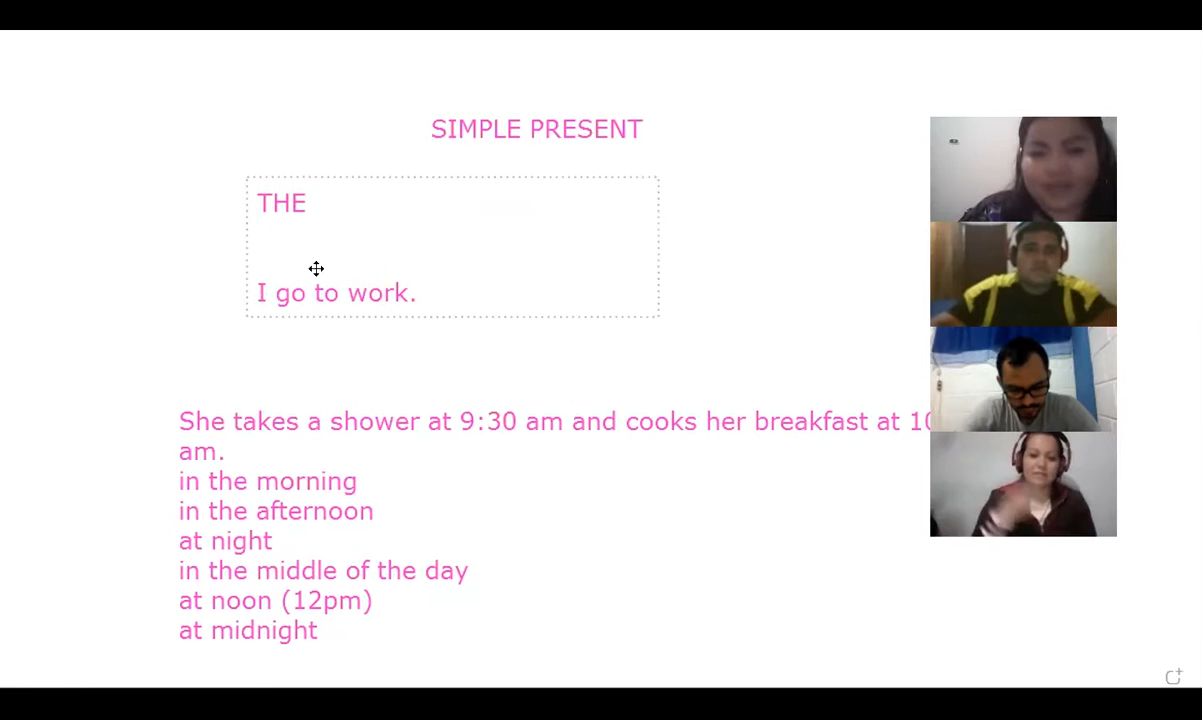 SIMPLE PRESENT
THE
I go to work.
She takes a shower at 9:30 am and cooks her breakfast at 10
am.
in the morning
in the afternoon
at night
in the middle of the day
at noon (12pm)
at midnight